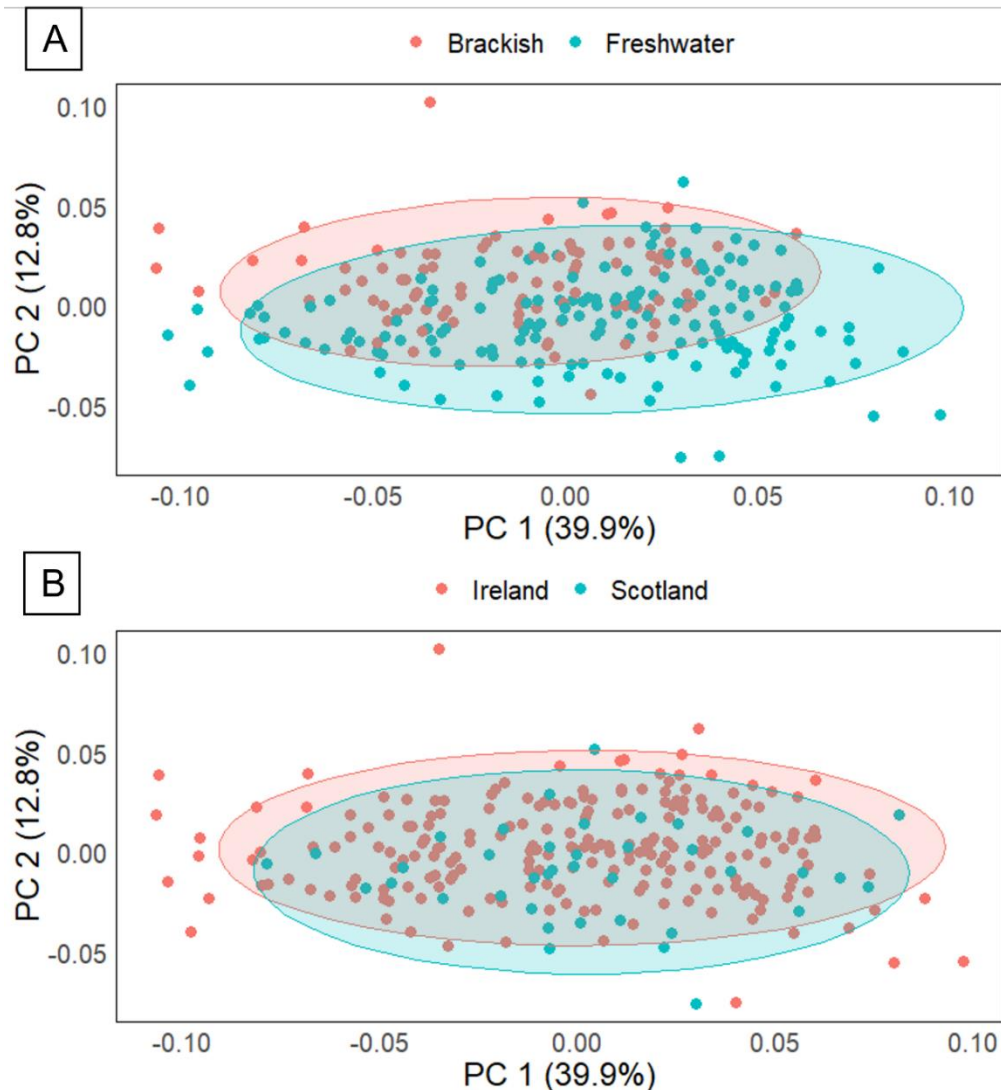 A
Brackish Freshwater
0.10
0.05
0.00
-0.05
PC 2 (12.8%)
-0.10 -0.05 0.00 0.05 0.10
PC 1 (39.9%)
B
Ireland Scotland
0.10
0.05
0.00
-0.05
PC 2 (12.8%)
-0.10 -0.05 0.00 0.05 0.10
PC 1 (39.9%)